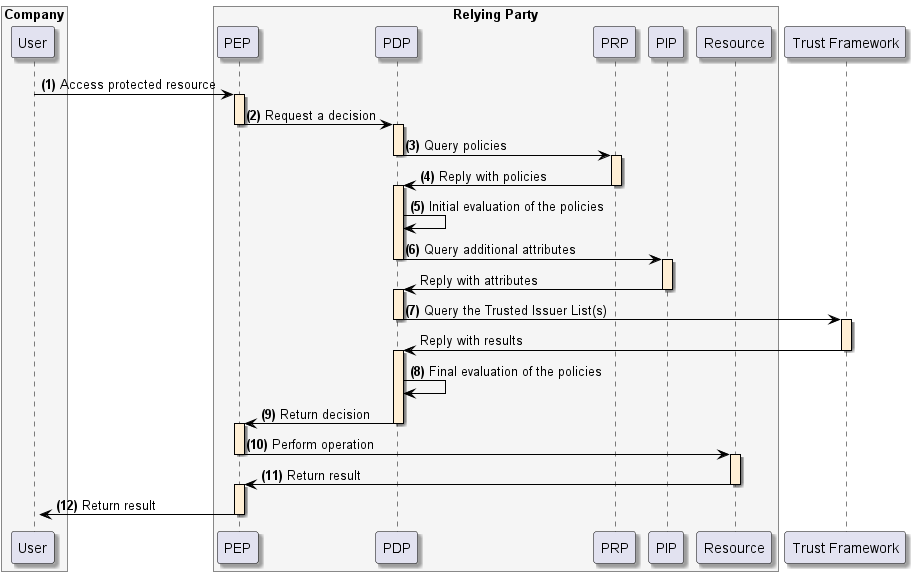 Company
Relying Party
User
PEP
PDP
PRP
PIP
Resource
Trust Framework
(1) Access protected resource
(2) Request a decision
(3) Query policies
(4) Reply with policies
(5) Initial evaluation of the policies
(6) Query additional attributes
Reply with attributes
(7) Query the Trusted Issuer List(s)
Reply with results
(8) Final evaluation of the policies
(9) Return decision
(10) Perform operation
(11) Return result
(12) Return result
User
PEP
PDP
PRP
PIP
Resource
Trust Framework